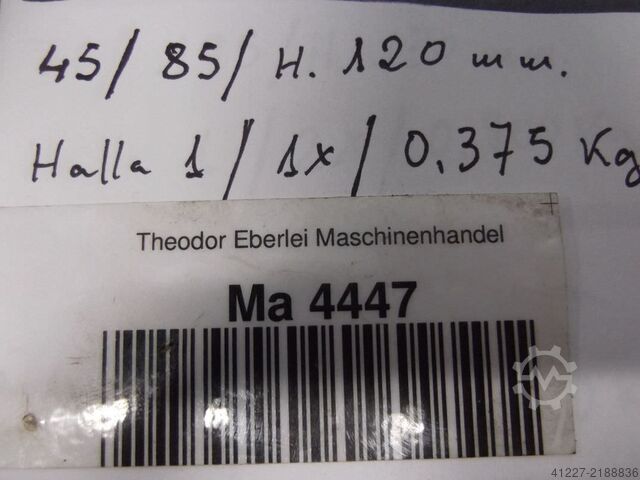 45/ 85/ H. 120 mm.
Halla 1 / 1x / 0,375 Kg
Theodor Eberlei Maschinenhandel
Ma 4447
41227-2188836